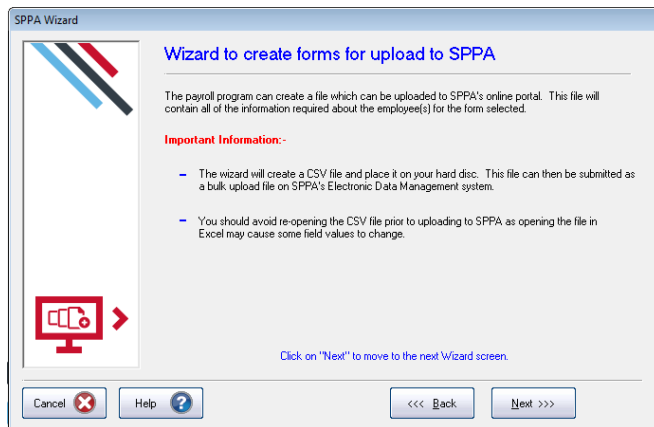 SPPA Wizard
Wizard to create forms for upload to SPPA
The payroll program can create a file which can be uploaded to SPPA's online portal. This file will
contain all of the information required about the employee(s) for the form selected.
Important Information:-
– The wizard will create a CSV file and place it on your hard disc. This file can then be submitted as
a bulk upload file on SPPA's Electronic Data Management system.
– You should avoid re-opening the CSV file prior to uploading to SPPA as opening the file in
Excel may cause some field values to change.
Click on "Next" to move to the next Wizard screen.
Cancel Help <<< Back Next >>>